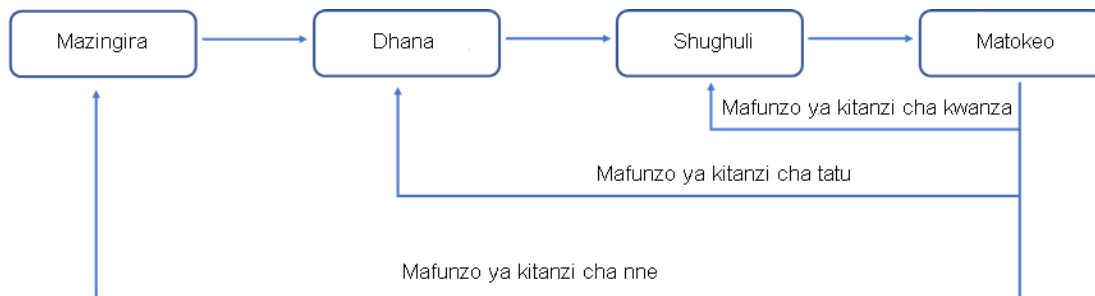 Mazingira
Dhana
Shughuli
Matokeo
Mafunzo ya kitanzi cha kwanza
Mafunzo ya kitanzi cha tatu
Mafunzo ya kitanzi cha nne